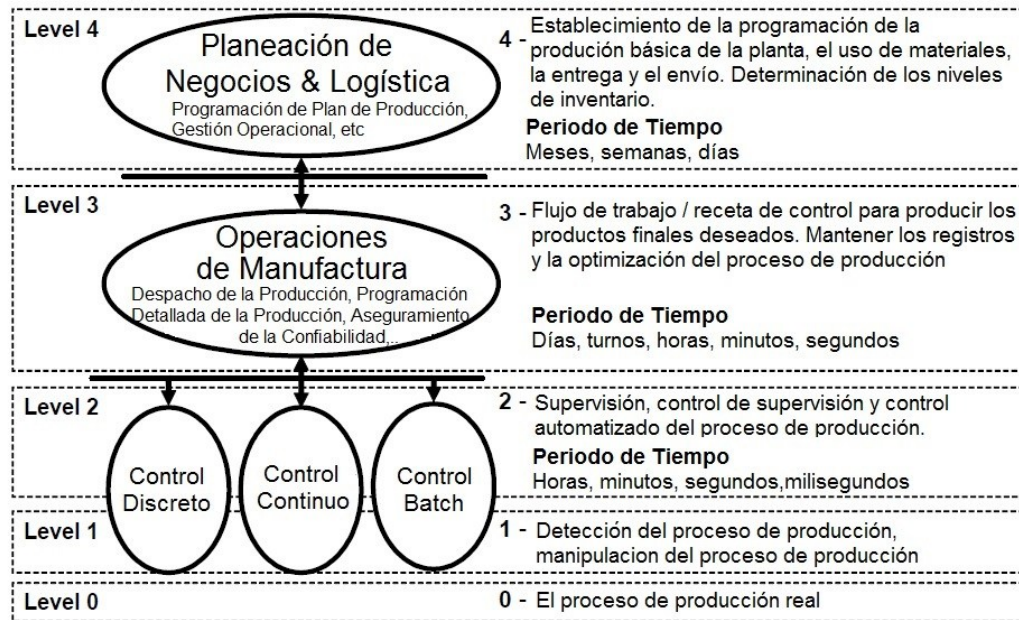 Level 4
Planeación de
Negocios & Logística
Programación de Plan de Producción,
Gestión Operacional, etc
4 - Establecimiento de la programación de la
produción básica de la planta, el uso de materiales,
la entrega y el envío. Determinación de los niveles
de inventario.
Periodo de Tiempo
Meses, semanas, días
Level 3
Operaciones
de Manufactura
Despacho de la Producción, Programación
Detallada de la Producción, Aseguramiento
de la Confiabilidad,..
3 - Flujo de trabajo / receta de control para producir los
productos finales deseados. Mantener los registros
y la optimización del proceso de producción
Periodo de Tiempo
Días, turnos, horas, minutos, segundos
Level 2
Control
Discreto
Control
Continuo
Control
Batch
2 - Supervisión, control de supervisión y control
automatizado del proceso de producción.
Periodo de Tiempo
Horas, minutos, segundos,milisegundos
Level 1
1 - Detección del proceso de producción,
manipulacion del proceso de producción
Level 0
0 - El proceso de producción real